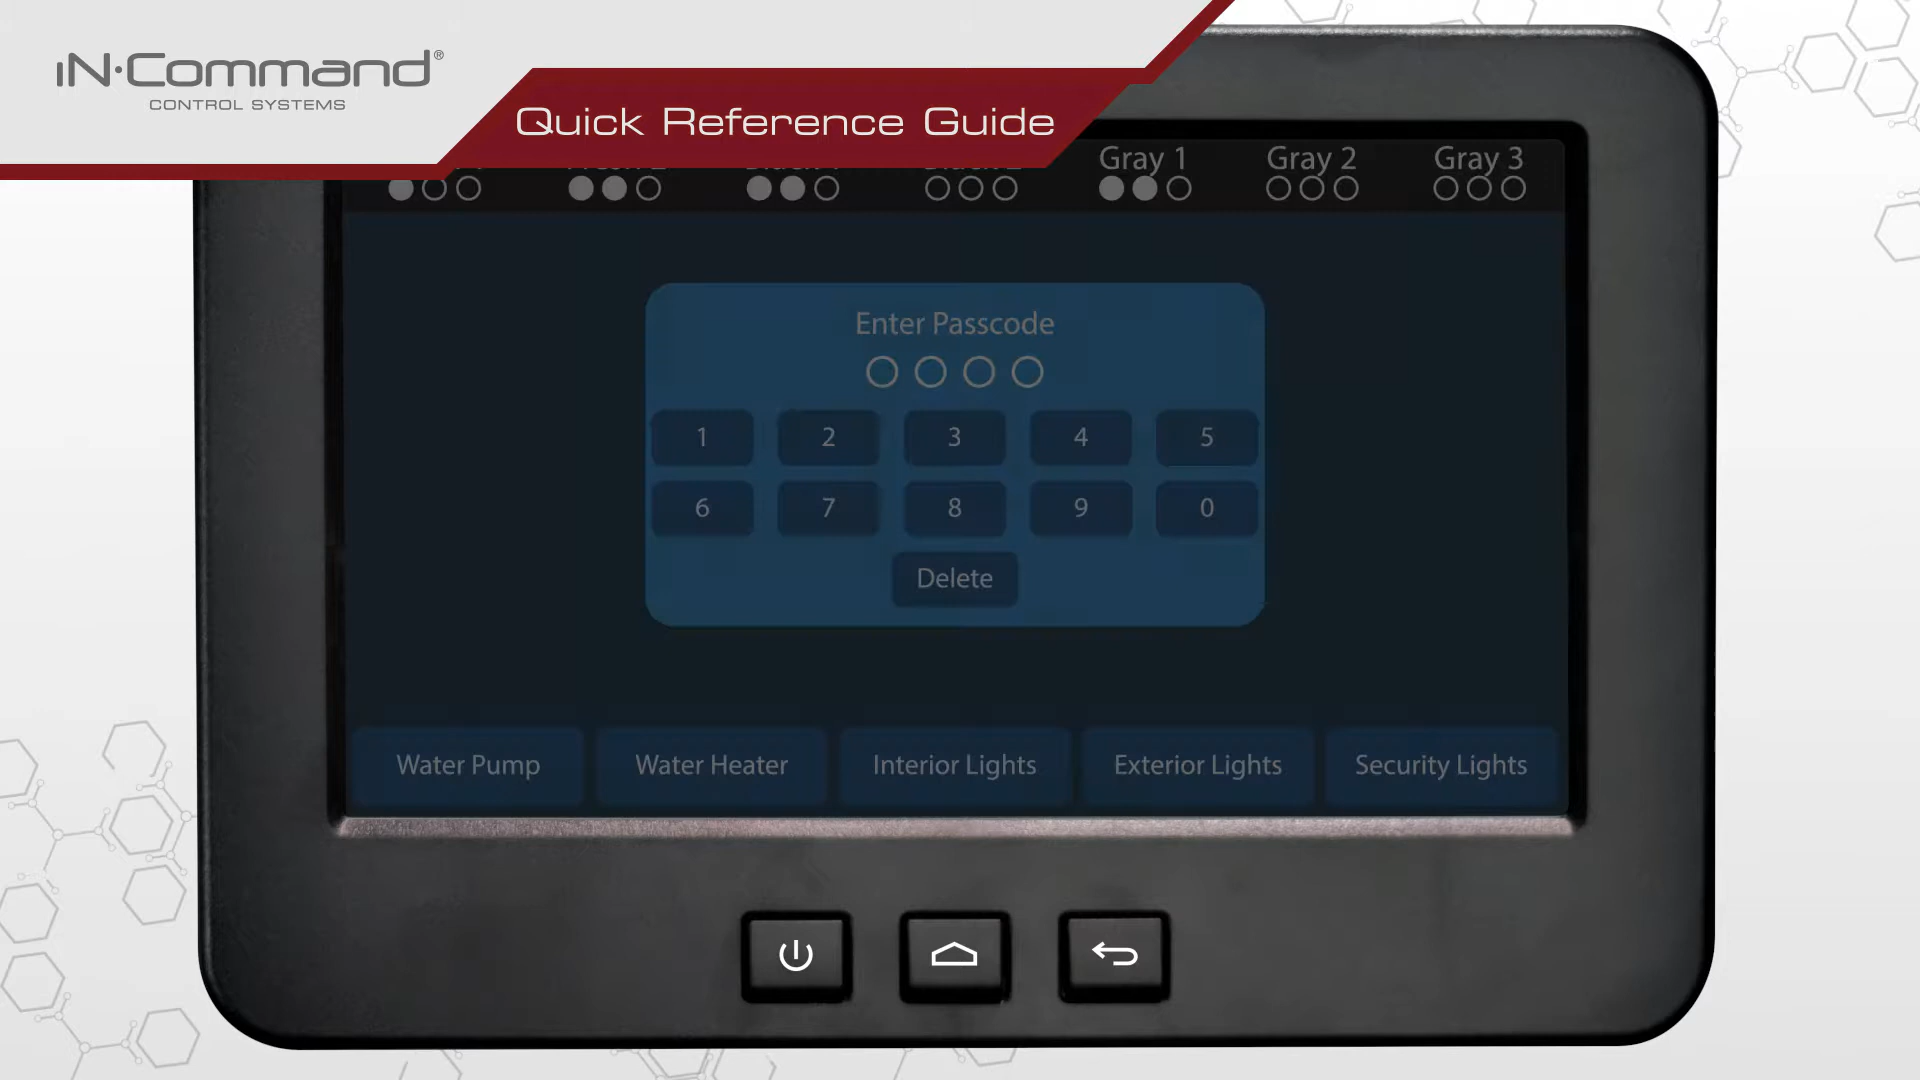 iN·Command®
CONTROL SYSTEMS
Quick Reference Guide
Gray 1
Gray 2
Gray 3
Enter Passcode
1 2 3 4 5
6 7 8 9 0
Delete
Water Pump
Water Heater
Interior Lights
Exterior Lights
Security Lights